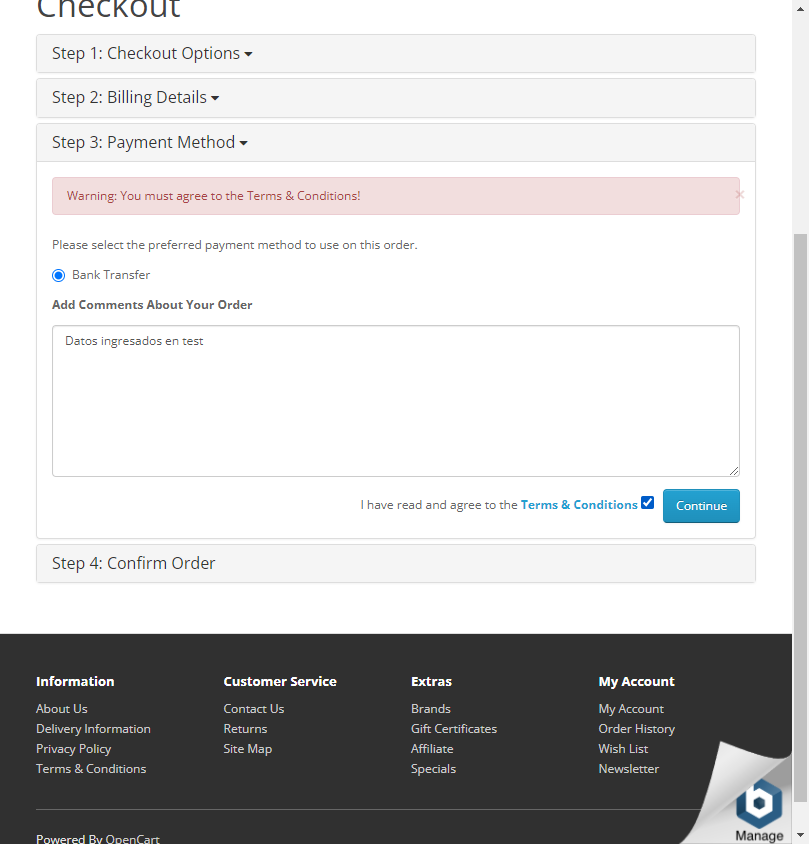 Checkout
Step 1: Checkout Options
Step 2: Billing Details
Step 3: Payment Method
Warning: You must agree to the Terms & Conditions!
Please select the preferred payment method to use on this order.
Bank Transfer
Add Comments About Your Order
Datos ingresados en test
I have read and agree to the Terms & Conditions
Continue
Step 4: Confirm Order
Information
About Us
Delivery Information
Privacy Policy
Terms & Conditions
Customer Service
Contact Us
Returns
Site Map
Extras
Brands
Gift Certificates
Affiliate
Specials
My Account
My Account
Order History
Wish List
Newsletter
Powered By OpenCart
Manage